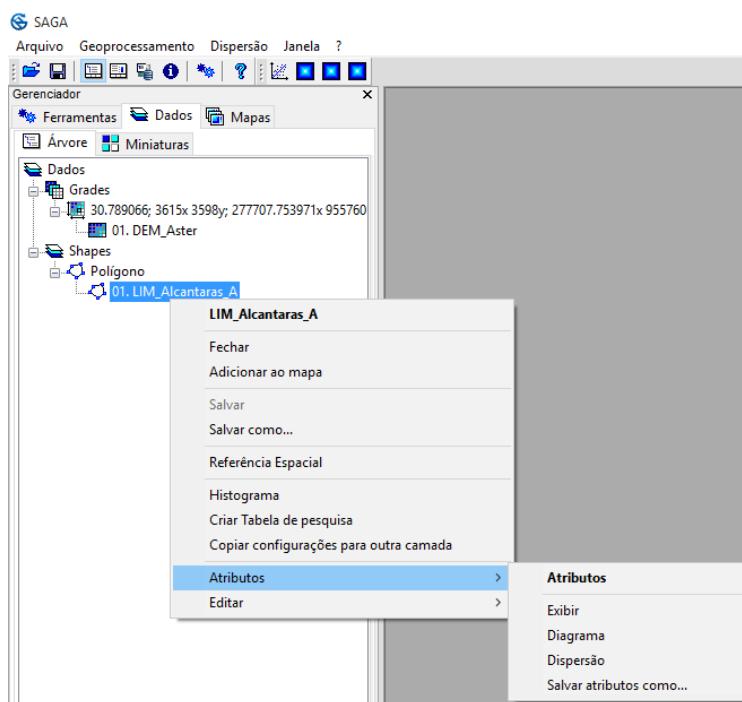 SAGA
Arquivo Geoprocessamento Dispersão Janela ?
Gerenciador
Ferramentas Dados Mapas
Árvore Miniaturas
Dados
Grades
30.789066; 3615x 3598y; 277707.753971x 955760
01. DEM_Aster
Shapes
Polígono
01. LIM_Alcantaras_A
LIM_Alcantaras_A
Fechar
Adicionar ao mapa
Salvar
Salvar como...
Referência Espacial
Histograma
Criar Tabela de pesquisa
Copiar configurações para outra camada
Atributos
Editar
Atributos
Exibir
Diagrama
Dispersão
Salvar atributos como...